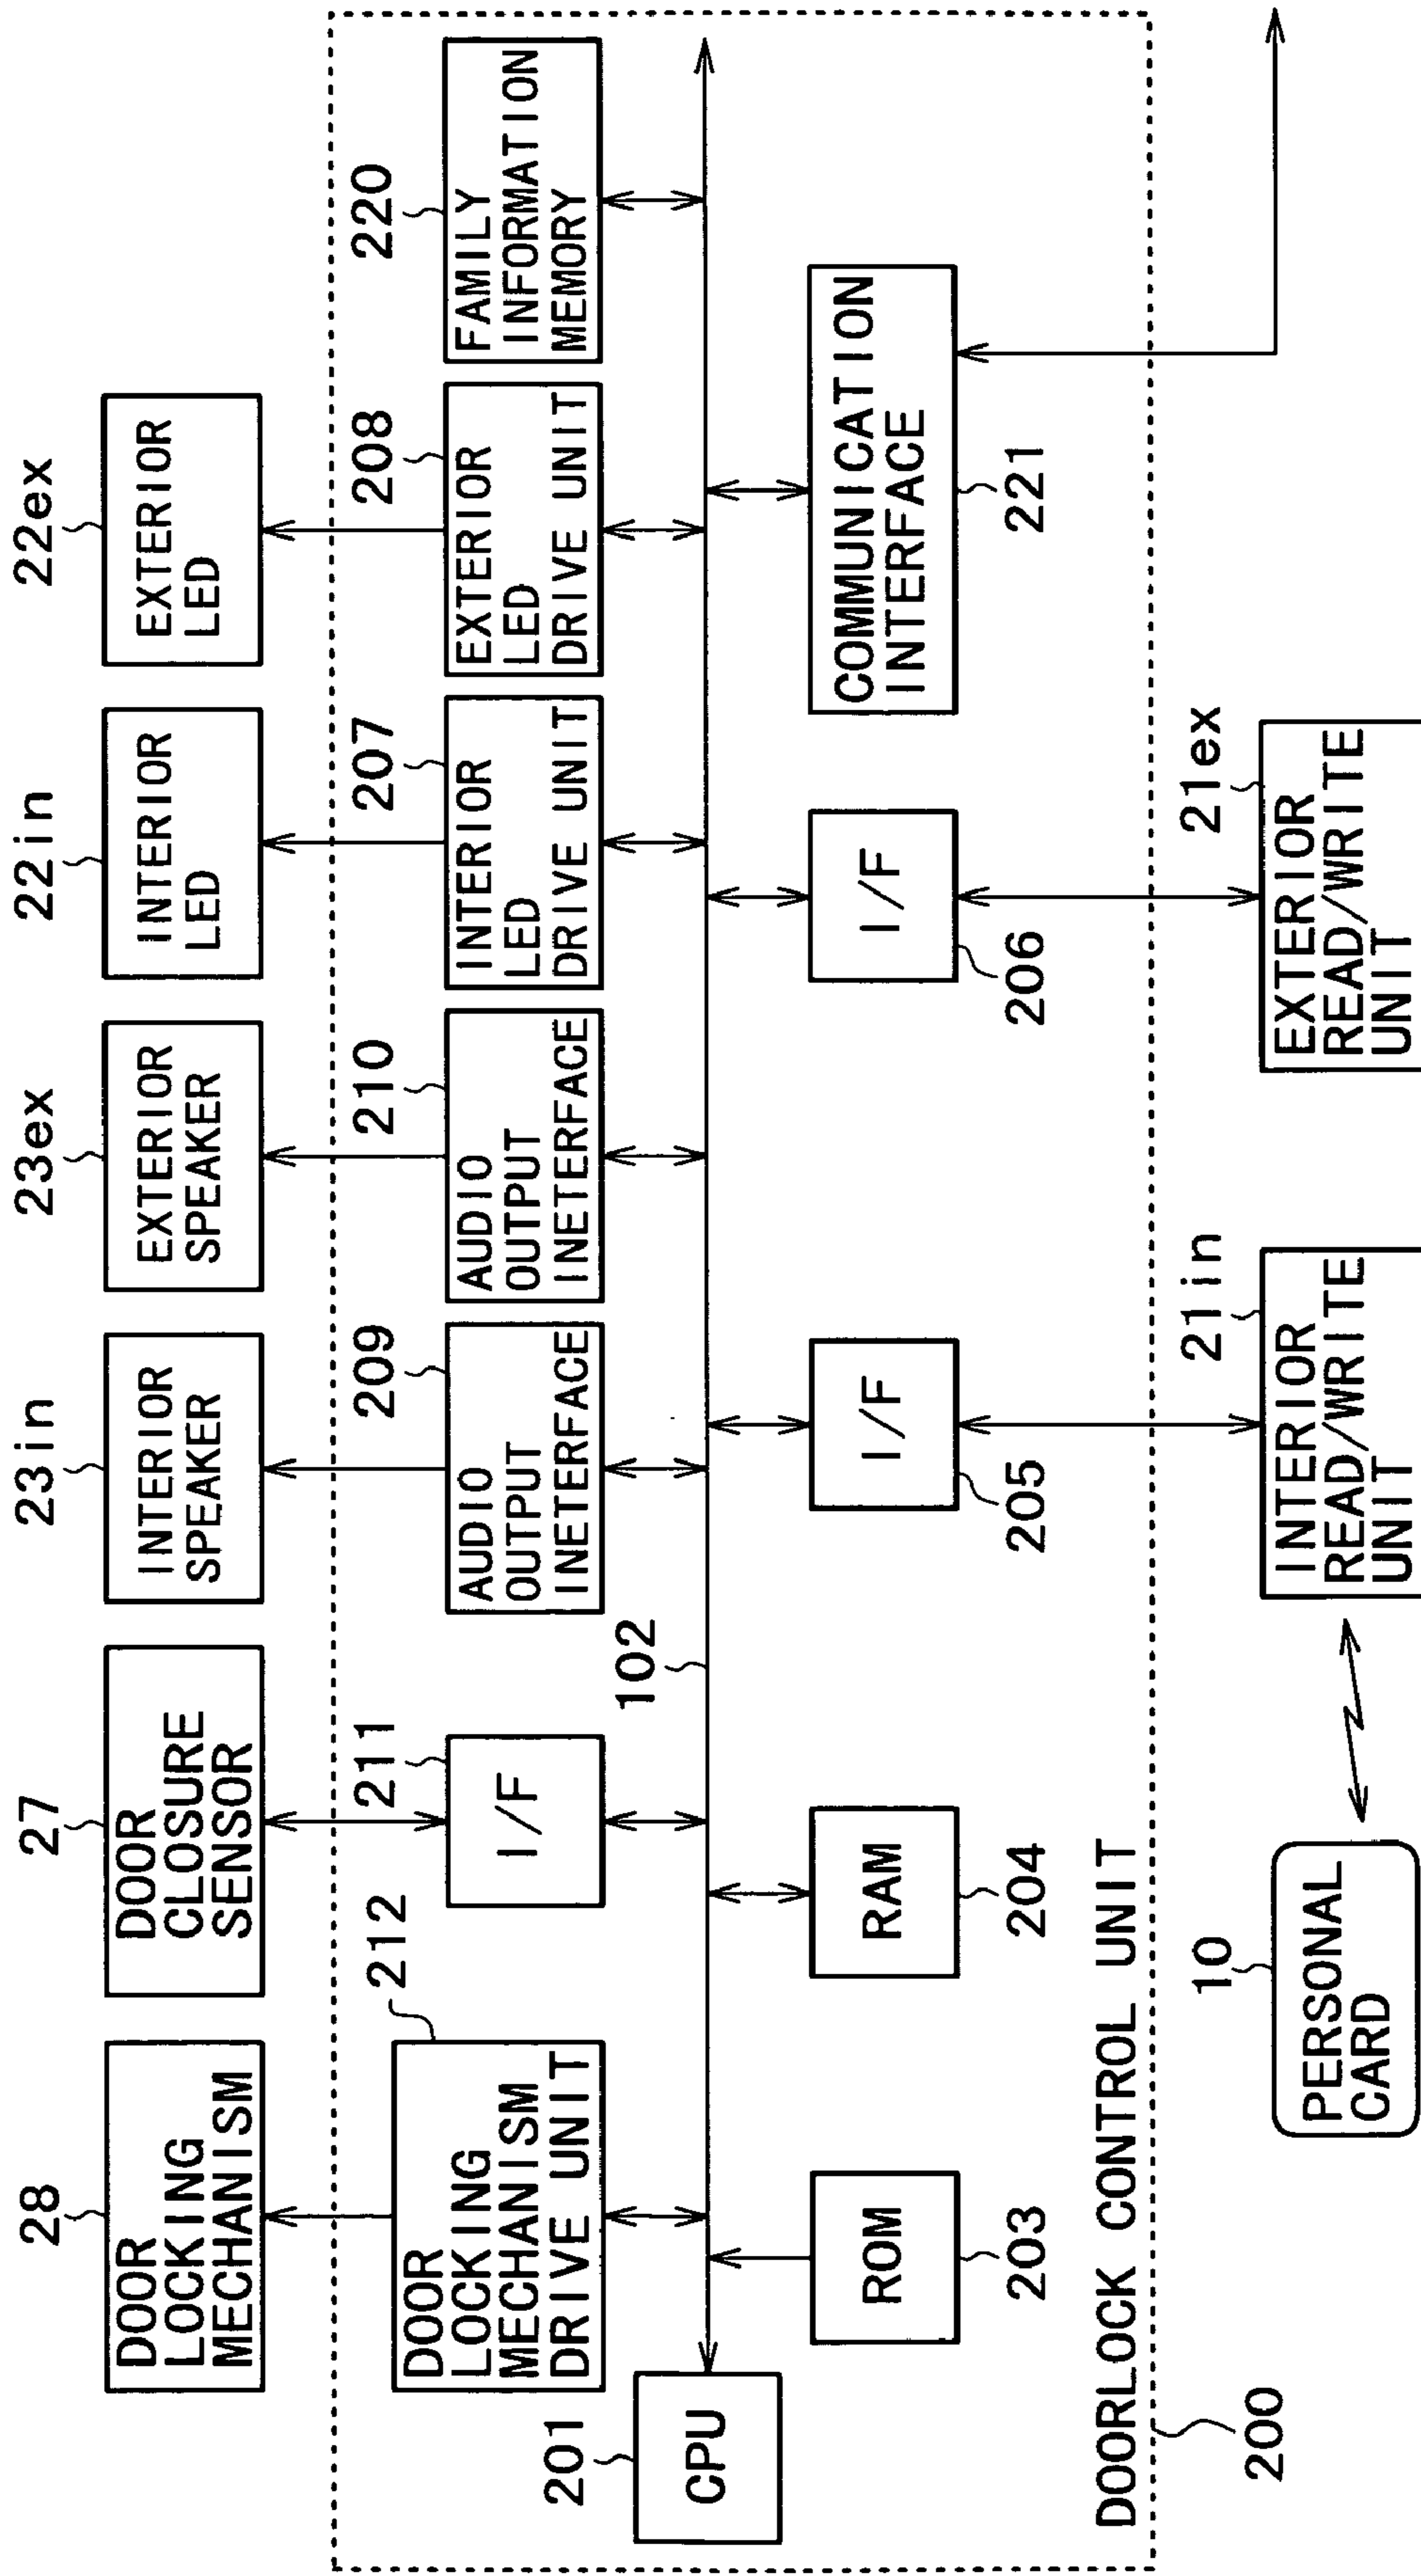 28
27
23in
23ex
22in
22ex
DOOR
LOCKING
MECHANISM
DOOR
CLOSURE
SENSOR
INTERIOR
SPEAKER
EXTERIOR
SPEAKER
INTERIOR
LED
EXTERIOR
LED
212
211
209
210
207
208
220
DOOR
LOCKING
MECHANISM
DRIVE UNIT
I/F
AUDIO
OUTPUT
INETERFACE
AUDIO
OUTPUT
INETERFACE
INTERIOR
LED
DRIVE UNIT
EXTERIOR
LED
DRIVE UNIT
FAMILY
INFORMATION
MEMORY
201
CPU
102
ROM
RAM
I/F
I/F
COMMUNICATION
INTERFACE
203
204
205
206
221
DOORLOCK CONTROL UNIT
200
10
21in
21ex
PERSONAL
CARD
INTERIOR
READ/WRITE
UNIT
EXTERIOR
READ/WRITE
UNIT